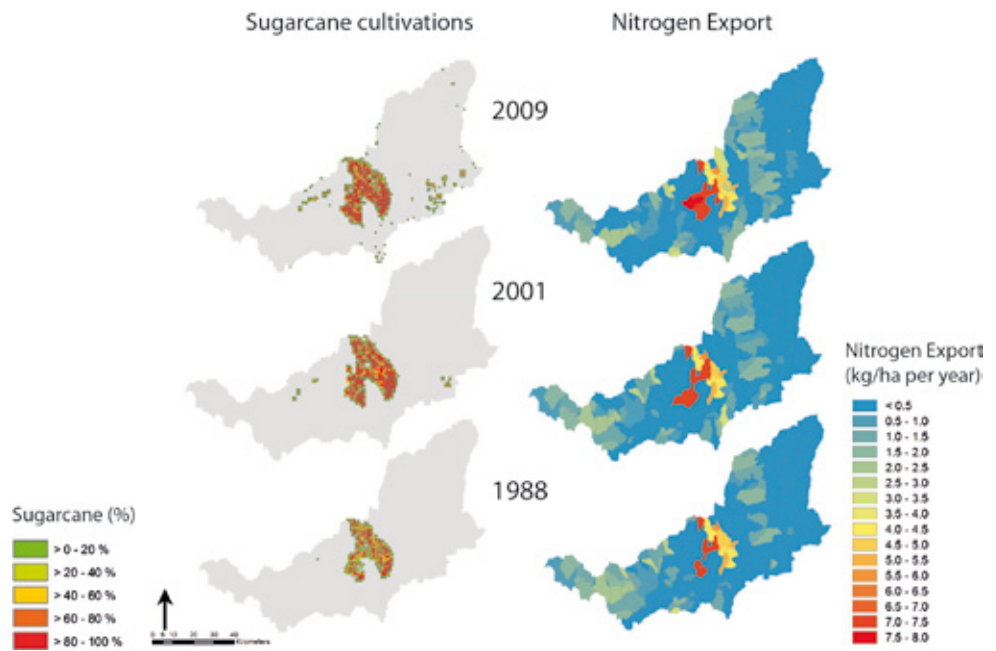 Sugarcane cultivations
Nitrogen Export
2009
2001
1988
Sugarcane (%)
> 0 - 20 %
> 20 - 40 %
> 40 - 60 %
> 60 - 80 %
> 80 - 100 %
Kilometers
Nitrogen Export
(kg/ha per year)
< 0.5
0.5 - 1.0
1.0 - 1.5
1.5 - 2.0
2.0 - 2.5
2.5 - 3.0
3.0 - 3.5
3.5 - 4.0
4.0 - 4.5
4.5 - 5.0
5.0 - 5.5
5.5 - 6.0
6.0 - 6.5
6.5 - 7.0
7.0 - 7.5
7.5 - 8.0